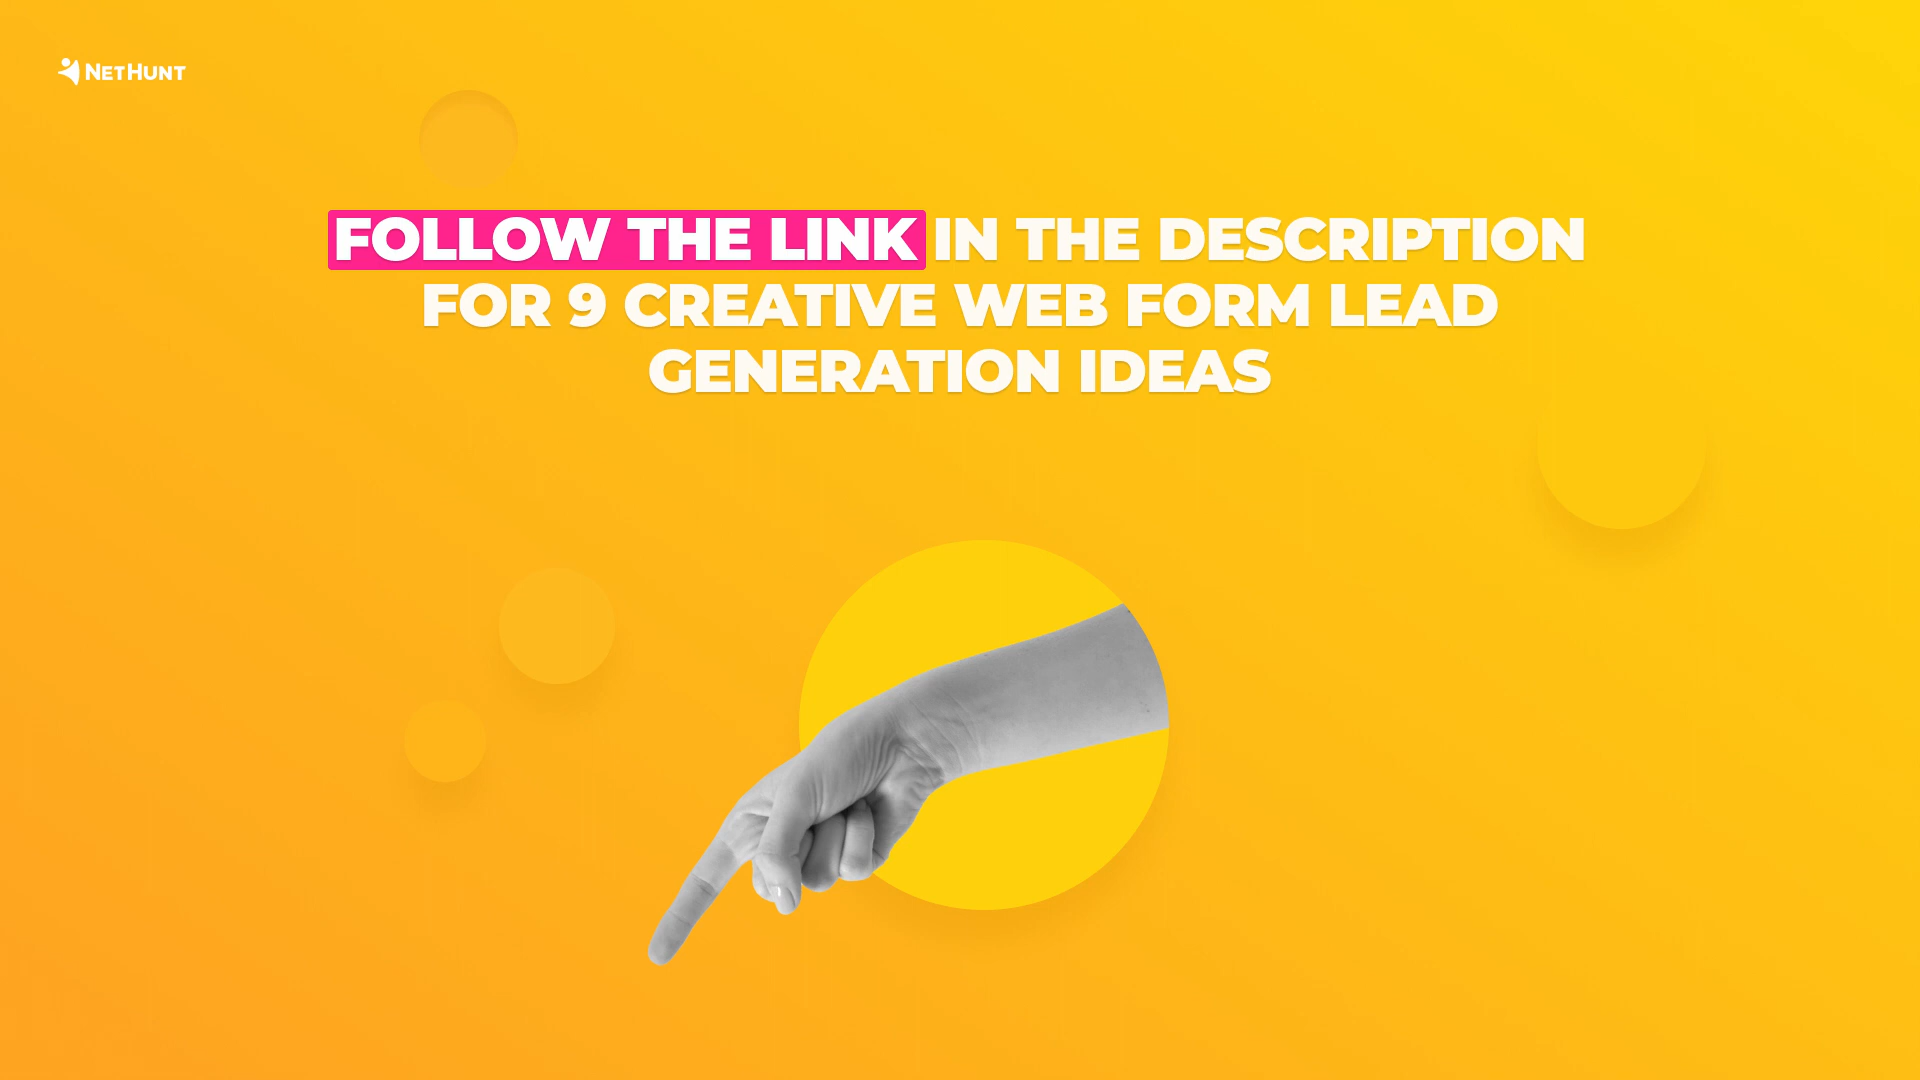 NETHUNT
FOLLOW THE LINK IN THE DESCRIPTION
FOR 9 CREATIVE WEB FORM LEAD
GENERATION IDEAS